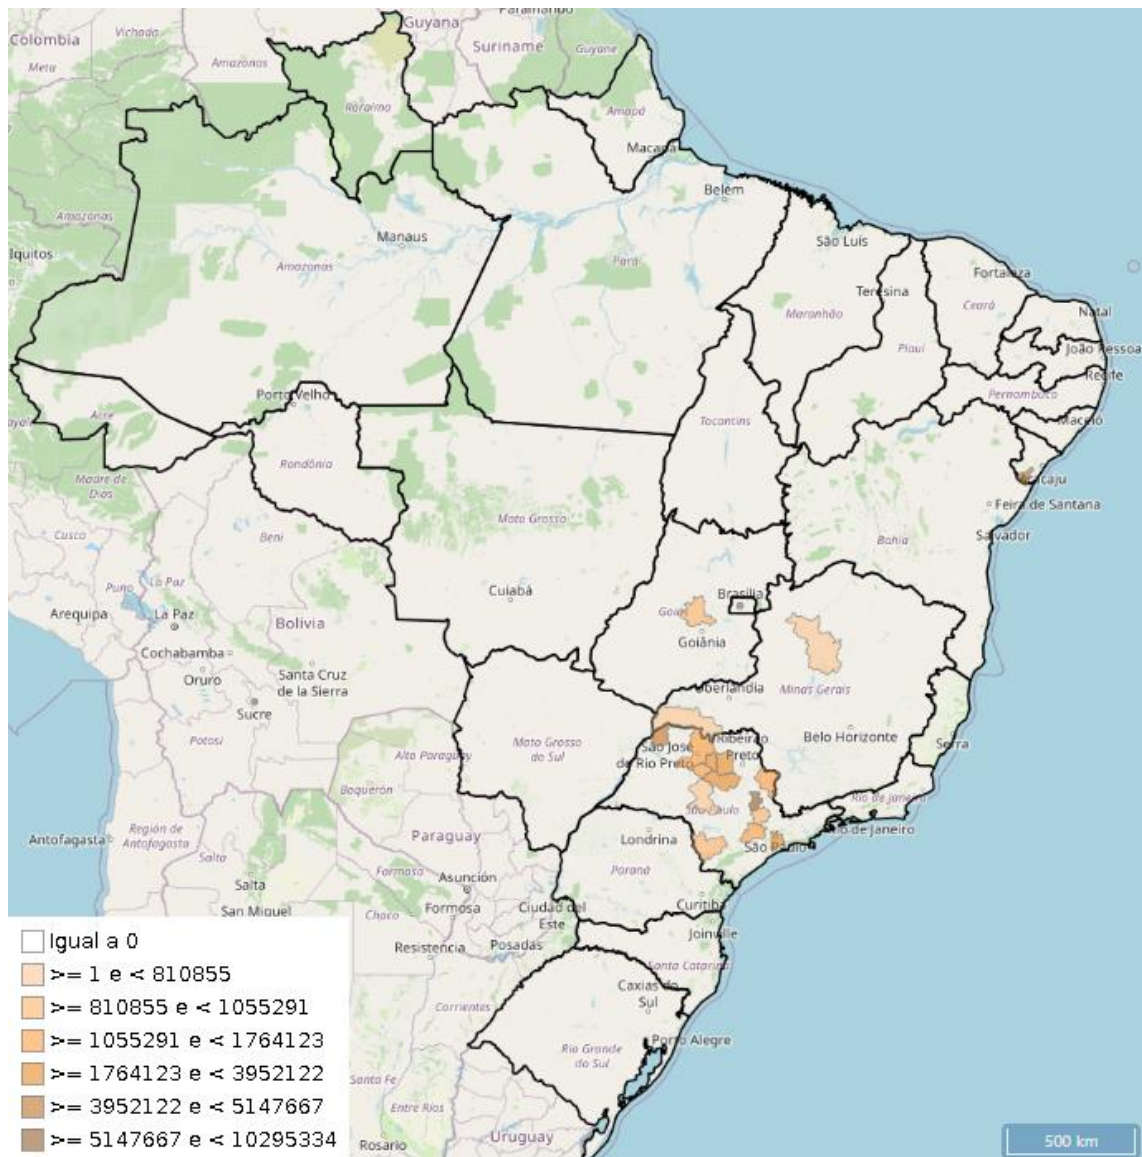 Paramaribo
Colombia
Vichada
Guyana
Suriname
Guyane
Meta
Amazonas
Roraima
Amapá
Macapá
Belém
Amazonas
Manaus
São Luís
Iquitos
Amazonas
Pará
Fortaleza
Teresina
Ceará
Maranhão
Natal
Piauí
João Pessoa
Recife
Porto Velho
Pernambuco
Acre
Maceió
Tocantins
Rondônia
Madre de
Dios
Feira de Santana
Mato Grosso
Cusco
Beni
Bahia
Salvador
Puno
La Paz
Cuiabá
Brasília
Arequipa
La Paz
Bolivia
Goiânia
Cochabamba
Santa Cruz
de la Sierra
Oruro
Uberlândia
Minas Gerais
Sucre
Potosí
Mato Grosso
do Sul
Ribeirão
Preto
Belo Horizonte
Serra
São José
do Rio Preto
Alto Paraguay
Boquerón
São Paulo
Rio de Janeiro
Antofagasta
Región de
Antofagasta
Paraguay
Londrina
Rio de Janeiro
São Paulo
Salta
Paraná
Formosa
Asunción
Salta
Curitiba
San Miguel
Chaco
Formosa
Ciudad del
Este
Joinville
Resistencia
Posadas
Santa Catarina
Caxias do
Sul
Corrientes
Porto Alegre
Rio Grande
do Sul
Santa Fe
Entre Ríos
Uruguay
Rosario
Igual a 0
>= 1 e < 810855
>= 810855 e < 1055291
>= 1055291 e < 1764123
>= 1764123 e < 3952122
>= 3952122 e < 5147667
>= 5147667 e < 10295334
500 km